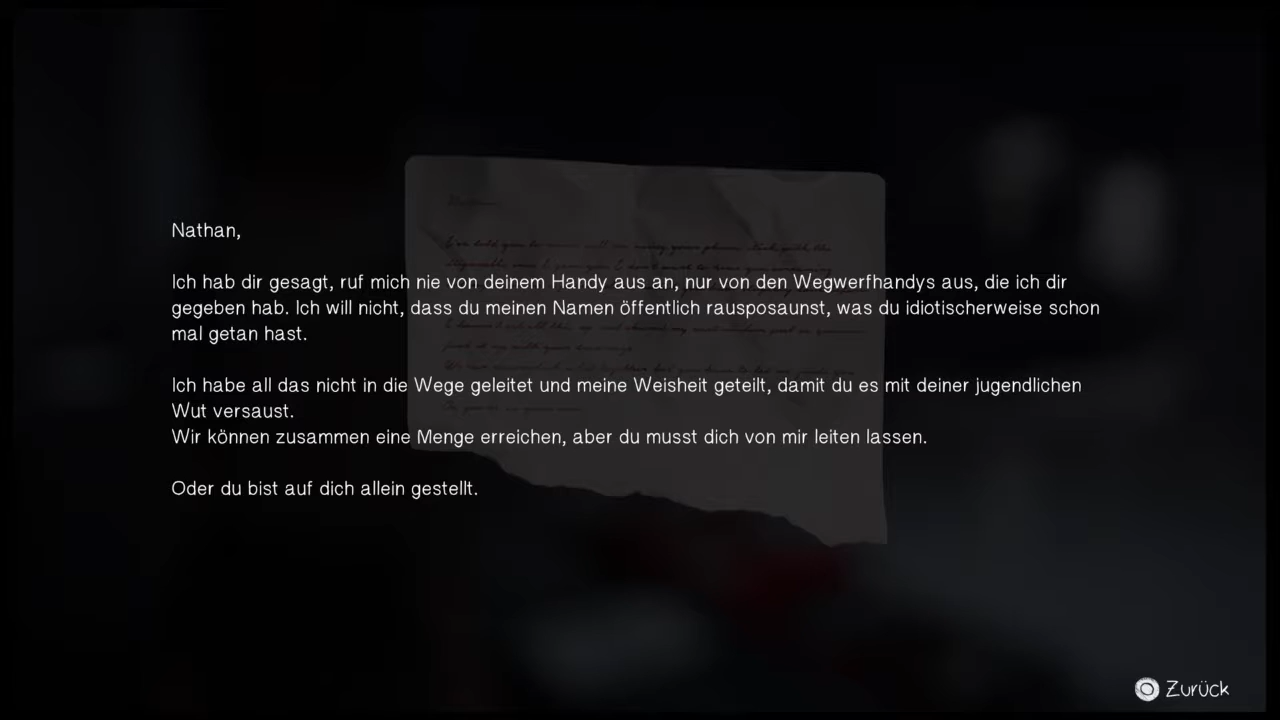 Nathan,
Ich hab dir gesagt, ruf mich nie von deinem Handy aus an, nur von den Wegwerfhandys aus, die ich dir
gegeben hab. Ich will nicht, dass du meinen Namen öffentlich rausposaunst, was du idiotischerweise schon
mal getan hast.
Ich habe all das nicht in die Wege geleitet und meine Weisheit geteilt, damit du es mit deiner jugendlichen
Wut versaust.
Wir können zusammen eine Menge erreichen, aber du musst dich von mir leiten lassen.
Oder du bist auf dich allein gestellt.
Zurück